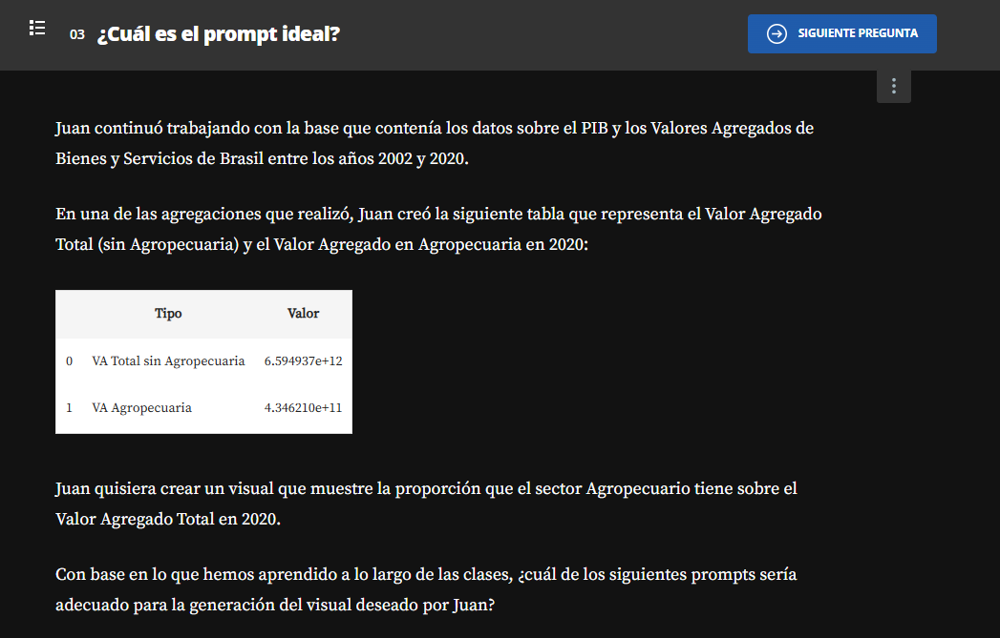 03 ¿Cuál es el prompt ideal?
SIGUIENTE PREGUNTA
Juan continuó trabajando con la base que contenía los datos sobre el PIB y los Valores Agregados de
Bienes y Servicios de Brasil entre los años 2002 y 2020.
En una de las agregaciones que realizó, Juan creó la siguiente tabla que representa el Valor Agregado
Total (sin Agropecuaria) y el Valor Agregado en Agropecuaria en 2020:
Tipo Valor
0 VA Total sin Agropecuaria 6.594937e+12
1 VA Agropecuaria 4.346210e+11
Juan quisiera crear un visual que muestre la proporción que el sector Agropecuario tiene sobre el
Valor Agregado Total en 2020.
Con base en lo que hemos aprendido a lo largo de las clases, ¿cuál de los siguientes prompts sería
adecuado para la generación del visual deseado por Juan?